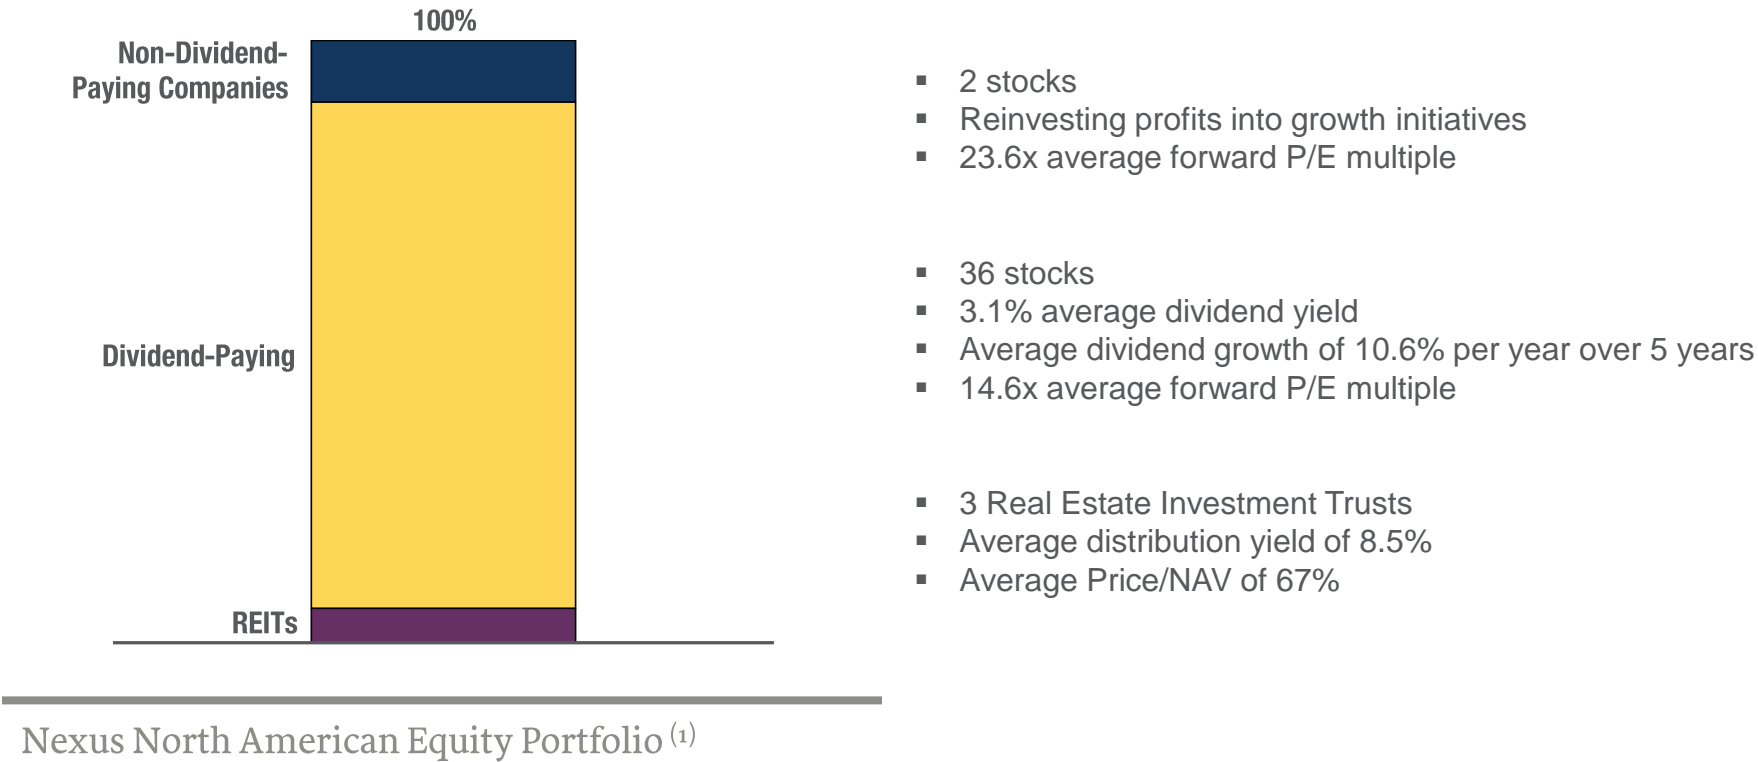 100%
Non-Dividend-
Paying Companies
▪ 2 stocks
▪ Reinvesting profits into growth initiatives
▪ 23.6x average forward P/E multiple
Dividend-Paying
▪ 36 stocks
▪ 3.1% average dividend yield
▪ Average dividend growth of 10.6% per year over 5 years
▪ 14.6x average forward P/E multiple
REITs
▪ 3 Real Estate Investment Trusts
▪ Average distribution yield of 8.5%
▪ Average Price/NAV of 67%
Nexus North American Equity Portfolio (1)